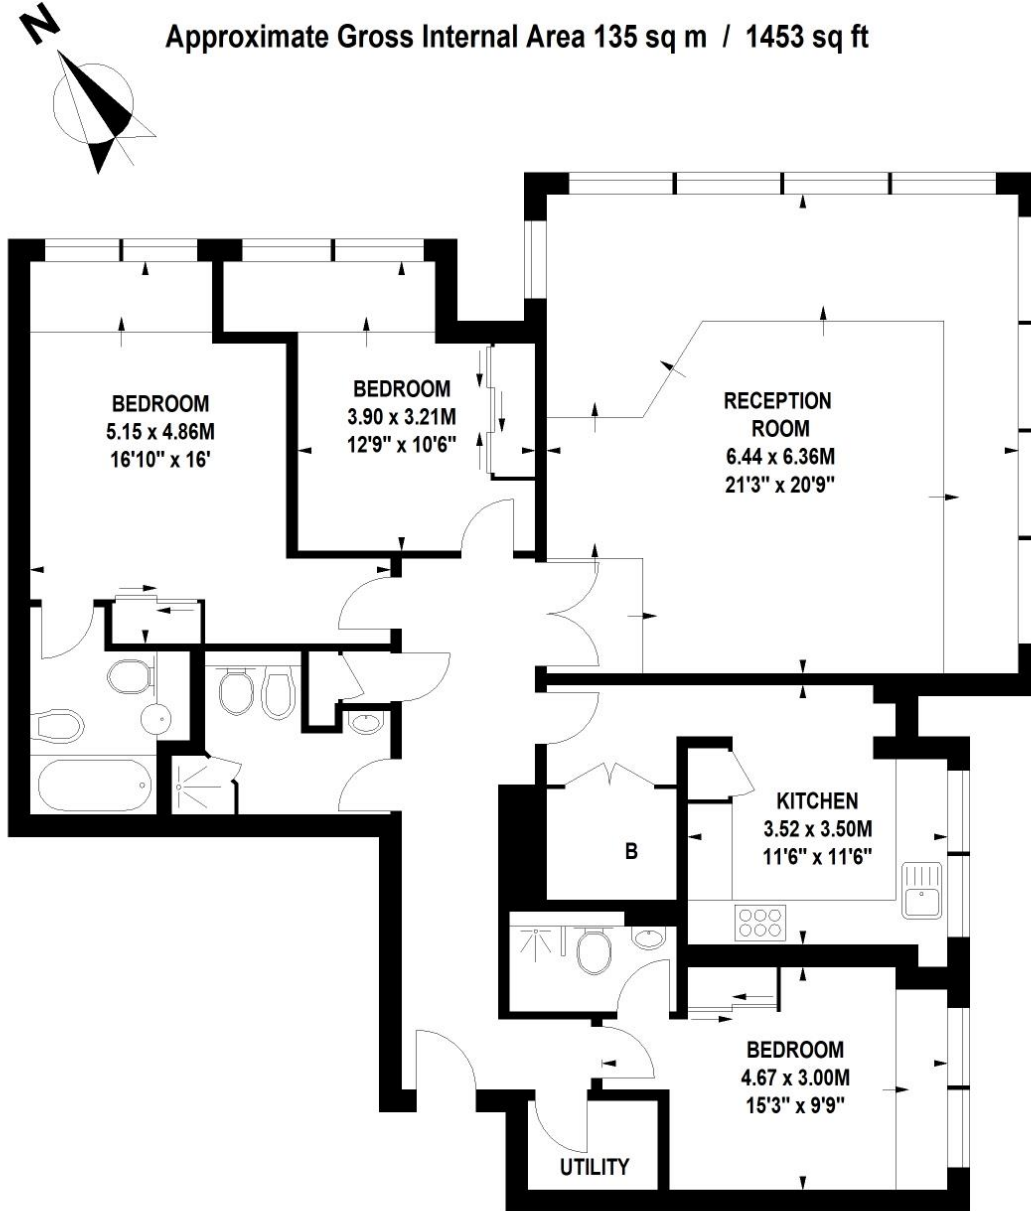 N
Approximate Gross Internal Area 135 sq m / 1453 sq ft
BEDROOM
5.15 x 4.86M
16'10" x 16'
BEDROOM
3.90 x 3.21M
12'9" x 10'6"
RECEPTION
ROOM
6.44 x 6.36M
21'3" x 20'9"
KITCHEN
3.52 x 3.50M
11'6" x 11'6"
B
BEDROOM
4.67 x 3.00M
15'3" x 9'9"
UTILITY